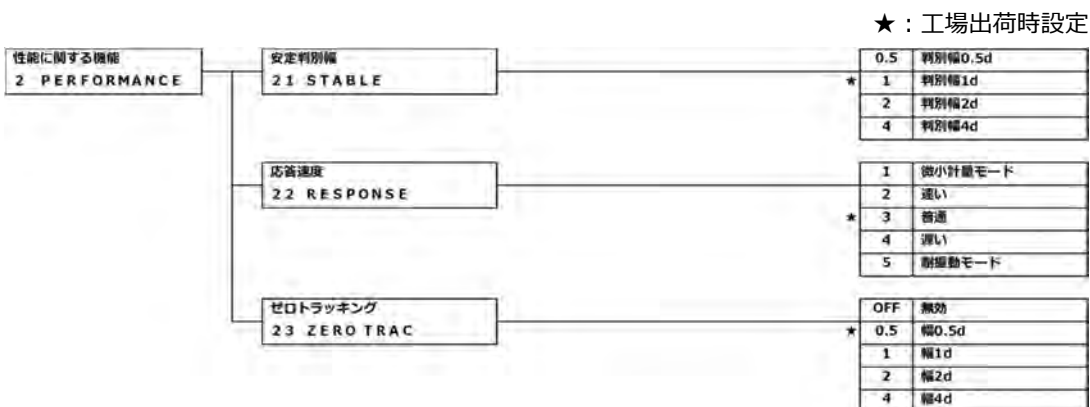 ★：工場出荷時設定
性能に関する機能
2 PERFORMANCE
安定判別幅
21 STABLE
0.5 判別幅0.5d
★ 1 判別幅1d
2 判別幅2d
4 判別幅4d
応答速度
22 RESPONSE
1 微小計量モード
2 速い
★ 3 普通
4 遅い
5 耐振動モード
ゼロトラッキング
23 ZERO TRAC
OFF 無効
★ 0.5 幅0.5d
1 幅1d
2 幅2d
4 幅4d